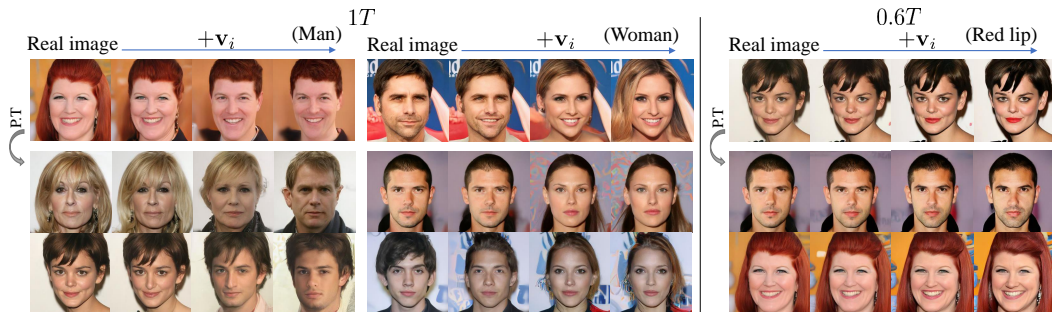 1T
Real image +v_i (Man)
Real image +v_i (Woman)
P.T
0.6T
Real image +v_i (Red lip)
P.T